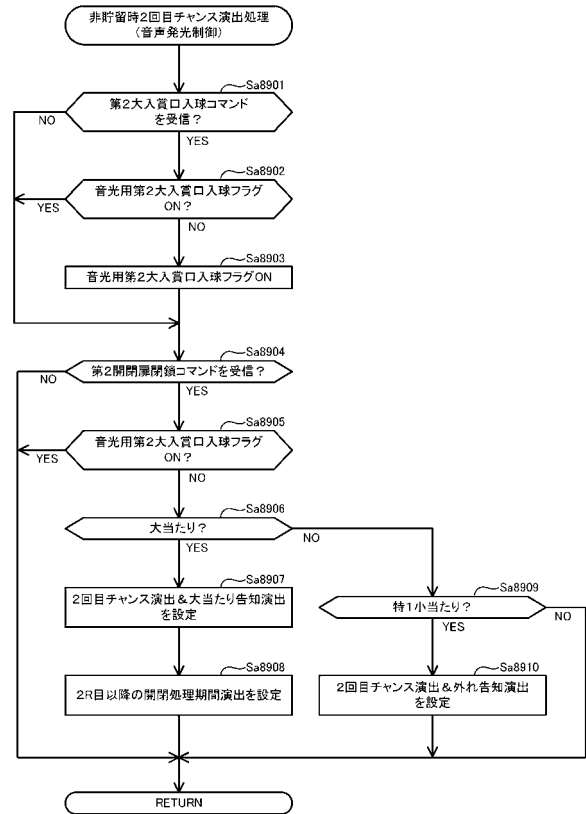 非貯留時2回目チャンス演出処理
（音声発光制御）
Sa8901
第2大入賞口入球コマンド
を受信？
NO
YES
Sa8902
音光用第2大入賞口入球フラグ
ON？
YES
NO
Sa8903
音光用第2大入賞口入球フラグON
Sa8904
第2開閉扉閉鎖コマンドを受信？
NO
YES
Sa8905
音光用第2大入賞口入球フラグ
ON？
YES
NO
Sa8906
大当たり？
NO
YES
Sa8907
2回目チャンス演出＆大当たり告知演出
を設定
Sa8909
特1小当たり？
NO
YES
Sa8908
2R目以降の開閉処理期間演出を設定
Sa8910
2回目チャンス演出＆外れ告知演出
を設定
RETURN